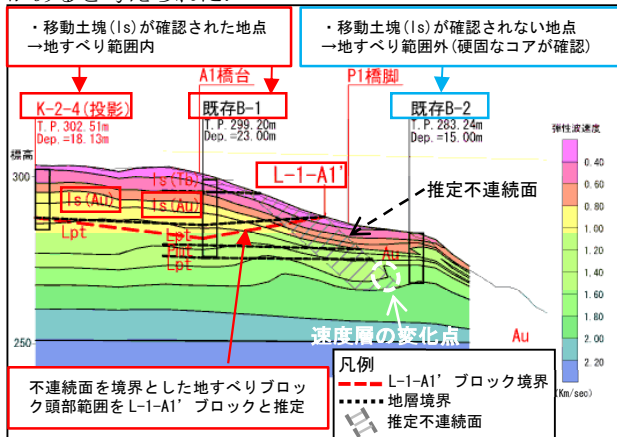 ・移動土塊(ls)が確認された地点
→地すべり範囲内
・移動土塊(ls)が確認されない地点
→地すべり範囲外(硬固なコアが確認)
A1橋台
P1橋脚
K-2-4(投影)
T.P.302.51m
Dep.=18.13m
既存B-1
T.P.299.20m
Dep.=23.00m
既存B-2
T.P.283.24m
Dep.=15.00m
弾性波速度
標高
300
250
ls(Tb)
L-1-A1'
ls(Au)
ls(Au)
推定不連続面
Lpt
Lpt
Lpt
Au
速度層の変化点
Au
0.40
0.60
0.80
1.00
1.20
1.40
1.60
1.80
2.00
2.20
(Km/sec)
不連続面を境界とした地すべりブロッ
ク頭部範囲をL-1-A1'ブロックと推定
凡例
L-1-A1'ブロック境界
地層境界
推定不連続面